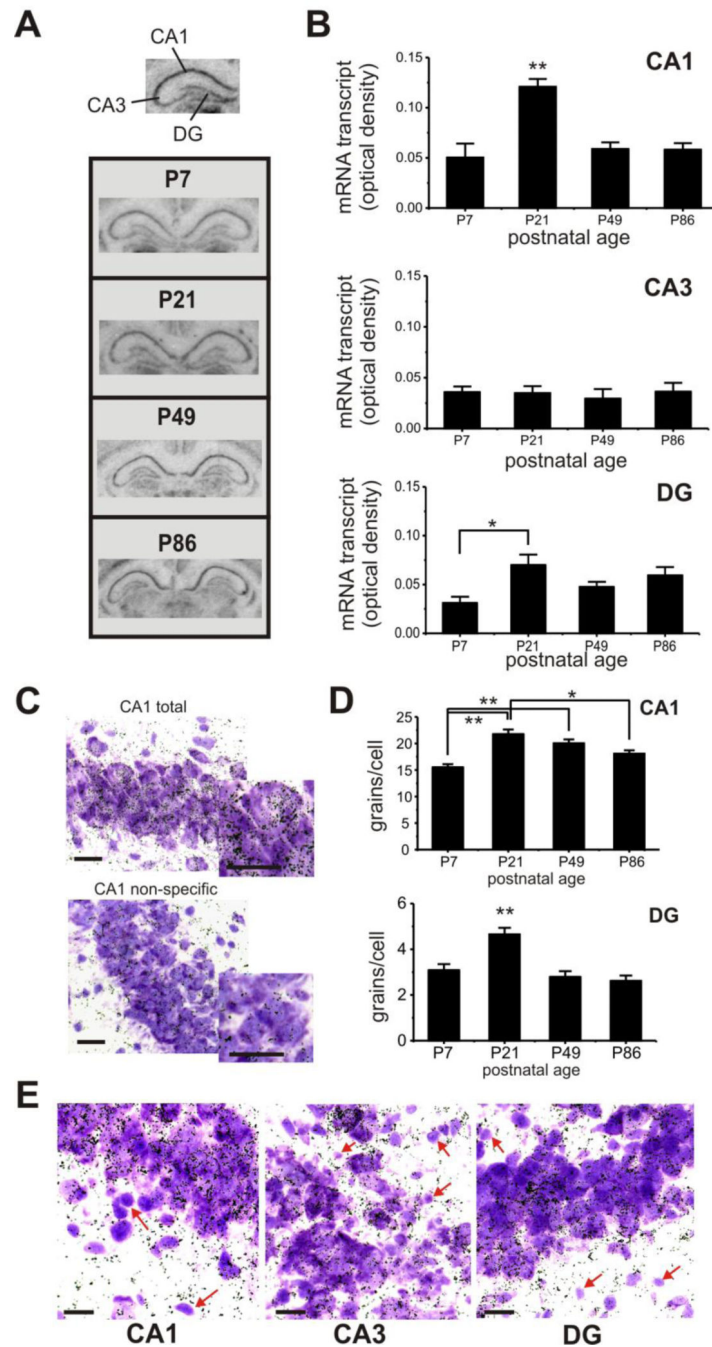 A
CA1
CA3
DG
P7
P21
P49
P86
B
CA1
**
mRNA transcript
(optical density)
0.15
0.10
0.05
0.00
P7 P21 P49 P86
postnatal age
CA3
mRNA transcript
(optical density)
0.15
0.10
0.05
0.00
P7 P21 P49 P86
postnatal age
DG
*
mRNA transcript
(optical density)
0.15
0.10
0.05
0.00
P7 P21 P49 P86
postnatal age
C
CA1 total
CA1 non-specific
D
CA1
**
**
*
grains/cell
25
20
15
10
5
0
P7 P21 P49 P86
postnatal age
DG
**
grains/cell
6
4
2
0
P7 P21 P49 P86
postnatal age
E
CA1 CA3 DG